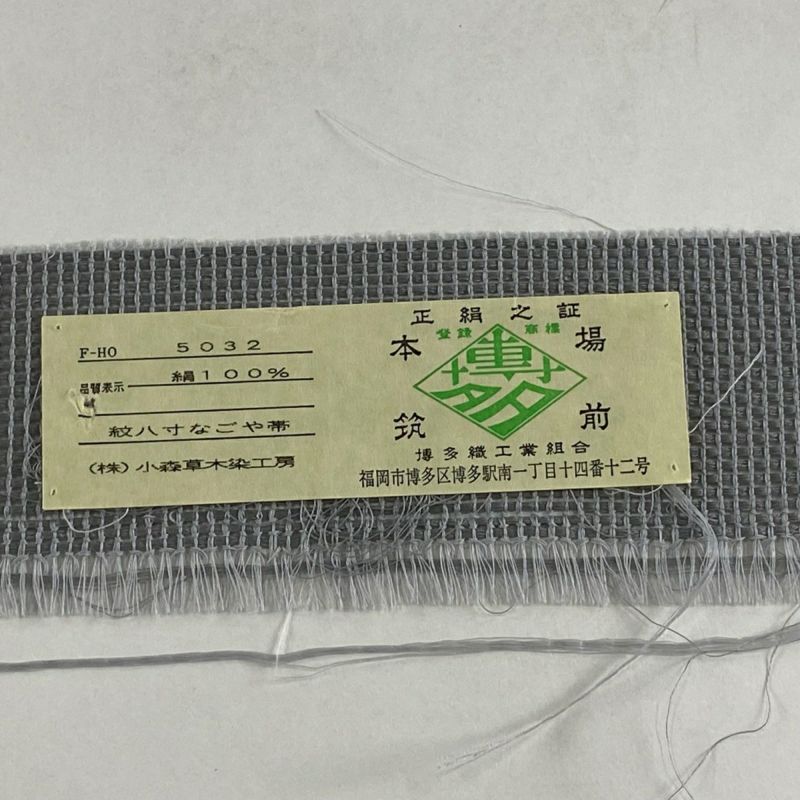 F-HO 5032
品質表示 絹100%
紋八寸なごや帯
(株)小森草木染工房
正絹之証
登録 商標
本場
博多
筑前
博多織工業組合
福岡市博多区博多駅南一丁目十四番十二号